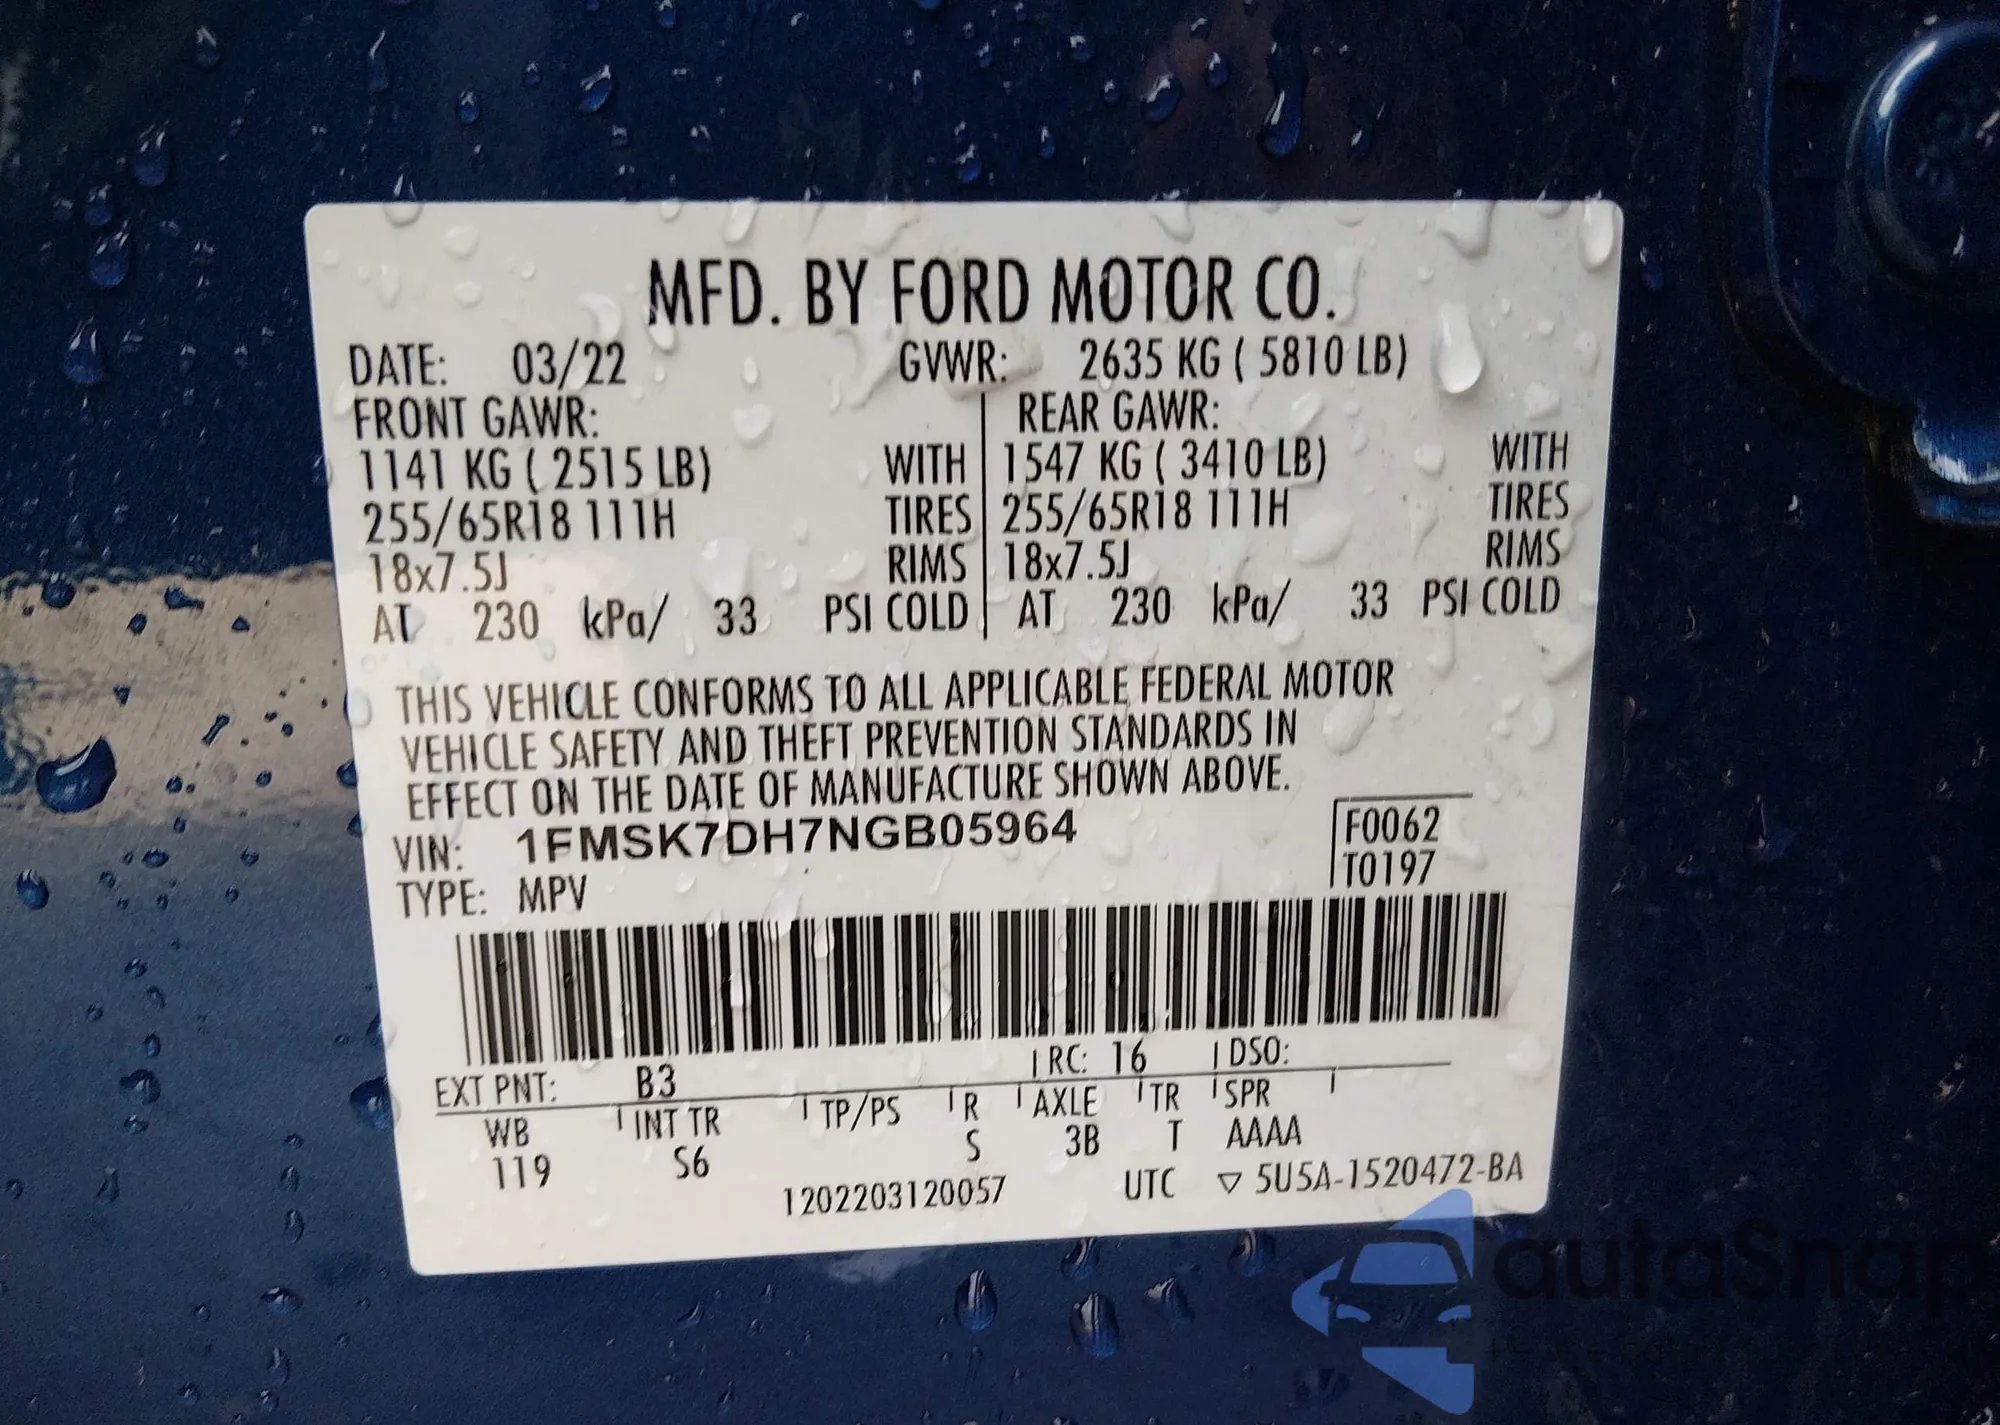 MFD. BY FORD MOTOR CO.
DATE: 03/22 GVWR: 2635 KG ( 5810 LB)
FRONT GAWR: REAR GAWR:
1141 KG ( 2515 LB) WITH 1547 KG ( 3410 LB) WITH
255/65R18 111H TIRES 255/65R18 111H TIRES
18x7.5J RIMS 18x7.5J RIMS
AT 230 kPa/ 33 PSI COLD AT 230 kPa/ 33 PSI COLD
THIS VEHICLE CONFORMS TO ALL APPLICABLE FEDERAL MOTOR
VEHICLE SAFETY AND THEFT PREVENTION STANDARDS IN
EFFECT ON THE DATE OF MANUFACTURE SHOWN ABOVE.
VIN: 1FMSK7DH7NGB05964 F0062
TYPE: MPV T0197
EXT PNT: B3 RC: 16 DSO:
WB INT TR TP/PS R AXLE TR SPR
119 S6 S 3B T AAAA
1202203120057 UTC ▽ 5U5A-1520472-BA
autoSnap